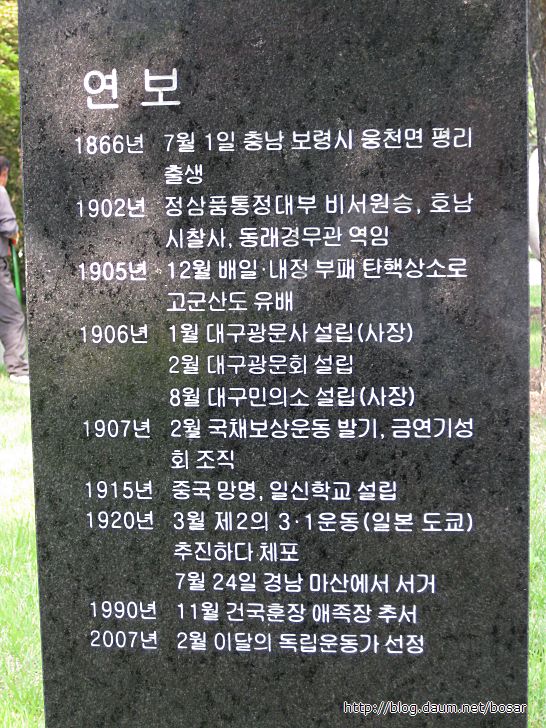 연 보
1866년 7월 1일 충남 보령시 웅천면 평리
출생
1902년 정삼품통정대부 비서원승, 호남
시찰사, 동래경무관 역임
1905년 12월 배일·내정 부패 탄핵상소로
고군산도 유배
1906년 1월 대구광문사 설립(사장)
2월 대구광문회 설립
8월 대구민의소 설립(사장)
1907년 2월 국채보상운동 발기, 금연기성
회 조직
1915년 중국 망명, 일신학교 설립
1920년 3월 제2의 3·1운동(일본 도쿄)
추진하다 체포
7월 24일 경남 마산에서 서거
1990년 11월 건국훈장 애족장 추서
2007년 2월 이달의 독립운동가 선정
http://blog.daum.net/bosar